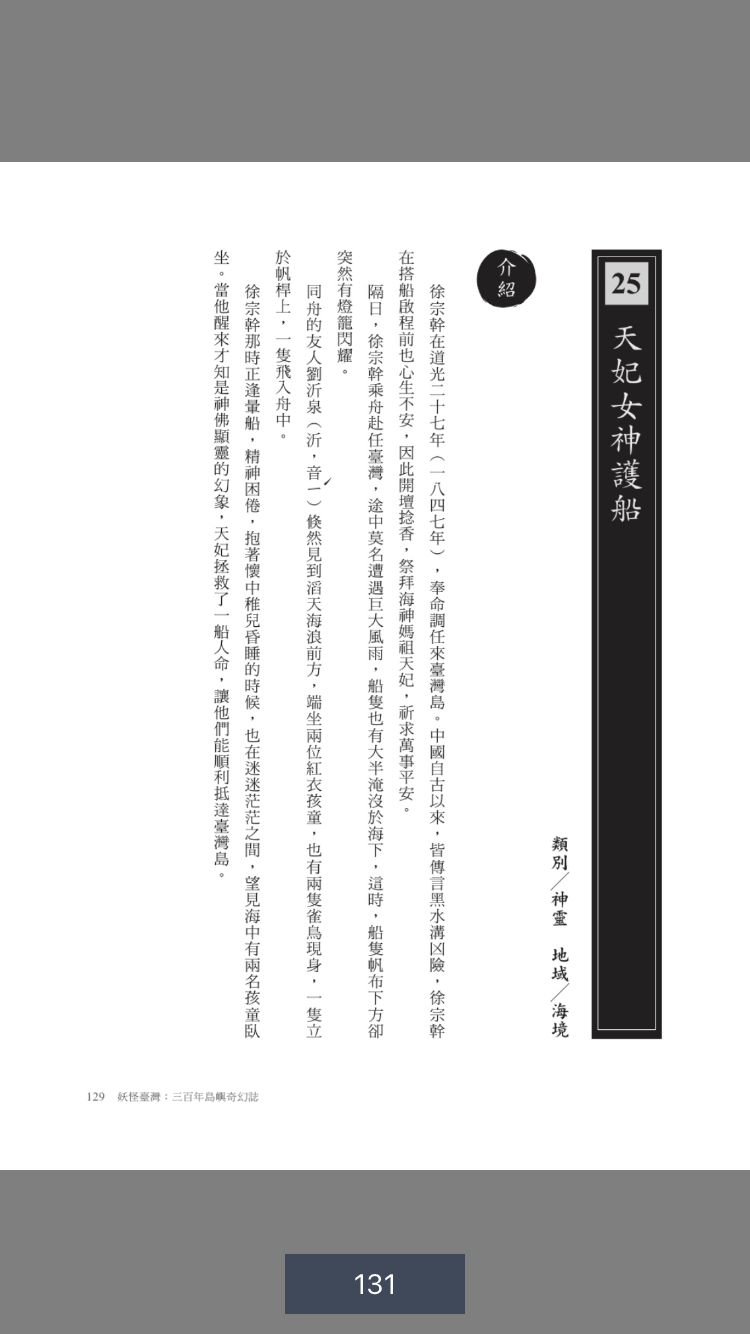 25 天妃女神護船
類別／神靈 地域／海境
介紹
徐宗幹在道光二十七年（一八四七年），奉命調任來臺灣島。中國自古以來，皆傳言黑水溝凶險，徐宗幹
在搭船啟程前也心生不安，因此開壇捻香，祭拜海神媽祖天妃，祈求萬事平安。
隔日，徐宗幹乘舟赴任臺灣，途中莫名遭遇巨大風雨，船隻也有大半淹沒於海下，這時，船隻帆布下方卻
突然有燈籠閃耀。
同舟的友人劉沂泉（沂，音ㄧˊ）倏然見到滔天海浪前方，端坐兩位紅衣孩童，也有兩隻雀鳥現身，一隻立
於帆桿上，一隻飛入舟中。
徐宗幹那時正逢暈船，精神困倦，抱著懷中稚兒昏睡的時候，也在迷迷茫茫之間，望見海中有兩名孩童臥
坐。當他醒來才知是神佛顯靈的幻象，天妃拯救了一船人命，讓他們能順利抵達臺灣島。
129 妖怪臺灣：三百年島嶼奇幻誌
131